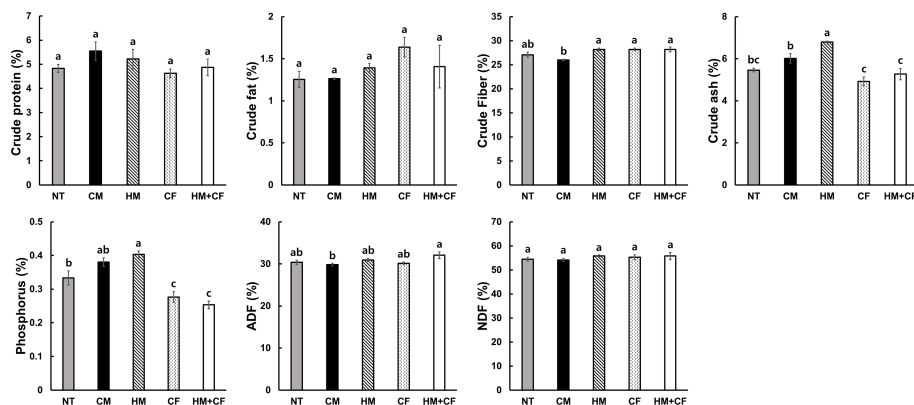 Crude protein (%)
7
6
5
4
3
2
1
0
a
a
a
a
a
NT
CM
HM
CF
HM+CF
Crude fat (%)
2
1.5
1
0.5
0
a
a
a
a
a
NT
CM
HM
CF
HM+CF
Crude Fiber (%)
35
30
25
20
15
10
5
0
ab
b
a
a
a
NT
CM
HM
CF
HM+CF
Crude ash (%)
8
6
4
2
0
bc
b
a
c
c
NT
CM
HM
CF
HM+CF
Phosphorus (%)
0.5
0.4
0.3
0.2
0.1
0
b
ab
a
c
c
NT
CM
HM
CF
HM+CF
ADF (%)
40
30
20
10
0
ab
b
ab
ab
a
NT
CM
HM
CF
HM+CF
NDF (%)
70
60
50
40
30
20
10
0
a
a
a
a
a
NT
CM
HM
CF
HM+CF